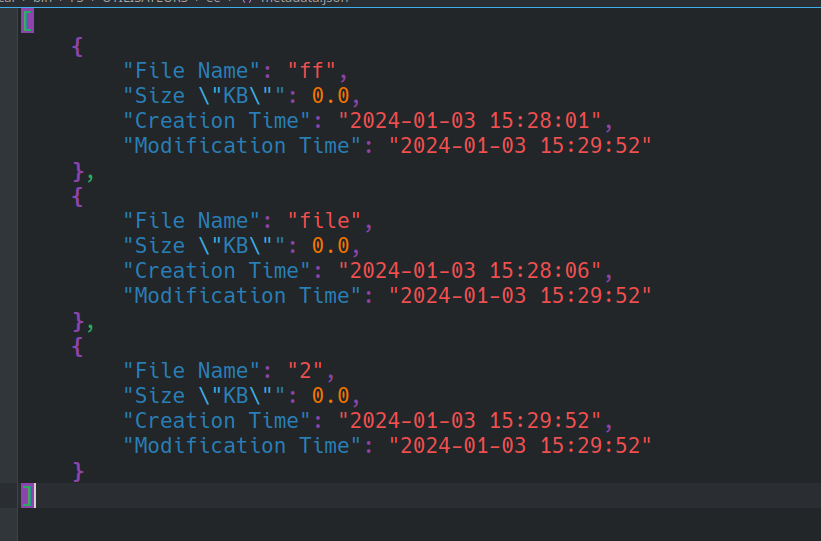 [
{
"File Name": "ff",
"Size \"KB\"": 0.0,
"Creation Time": "2024-01-03 15:28:01",
"Modification Time": "2024-01-03 15:29:52"
},
{
"File Name": "file",
"Size \"KB\"": 0.0,
"Creation Time": "2024-01-03 15:28:06",
"Modification Time": "2024-01-03 15:29:52"
},
{
"File Name": "2",
"Size \"KB\"": 0.0,
"Creation Time": "2024-01-03 15:29:52",
"Modification Time": "2024-01-03 15:29:52"
}
]